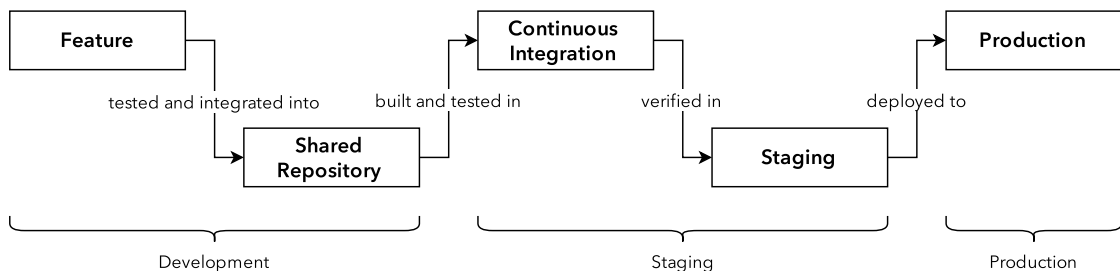 Feature
Continuous
Integration
Production
tested and integrated into
built and tested in
verified in
deployed to
Shared
Repository
Staging
Development
Staging
Production